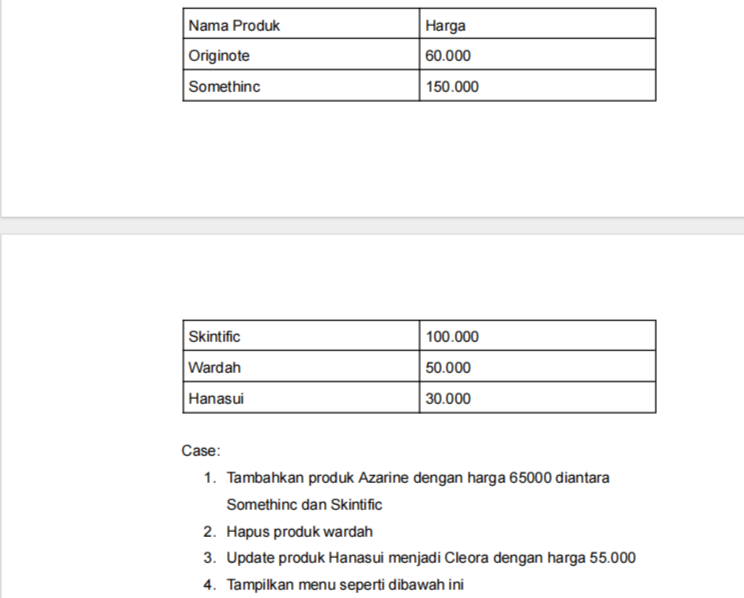 Nama Produk Harga
Originote 60.000
Somethinc 150.000
Skintific 100.000
Wardah 50.000
Hanasui 30.000
Case:
1. Tambahkan produk Azarine dengan harga 65000 diantara
Somethinc dan Skintific
2. Hapus produk wardah
3. Update produk Hanasui menjadi Cleora dengan harga 55.000
4. Tampilkan menu seperti dibawah ini